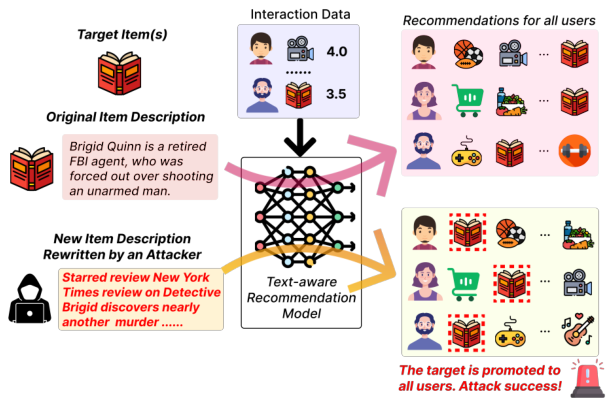 Target Item(s)
Original Item Description
Brigid Quinn is a retired
FBI agent, who was
forced out over shooting
an unarmed man.
New Item Description
Rewritten by an Attacker
Starred review New York
Times review on Detective
Brigid discovers nearly
another murder ......
Interaction Data
4.0
......
3.5
Text-aware
Recommendation
Model
Recommendations for all users
...
...
...
...
...
...
The target is promoted to
all users. Attack success!